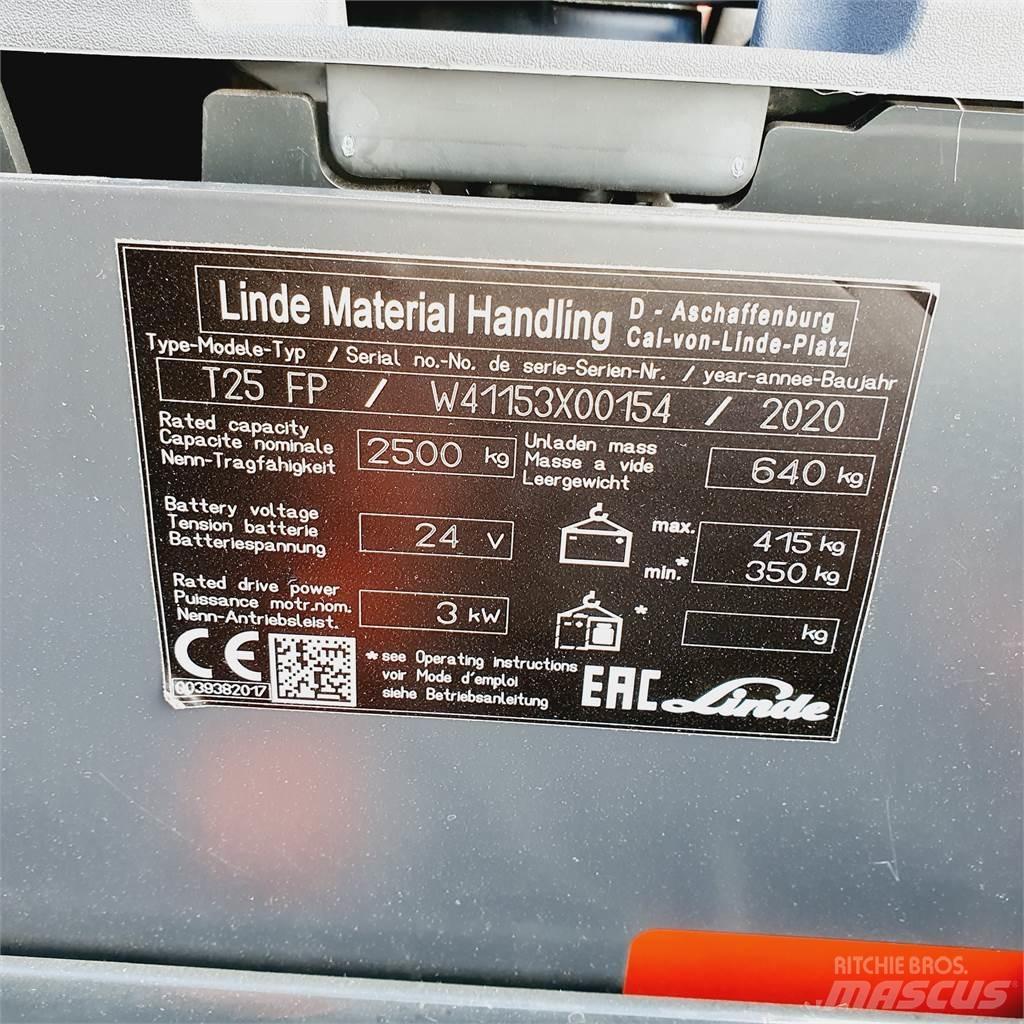 Linde Material Handling
D - Aschaffenburg
Cal-von-Linde-Platz
Type-Modele-Typ / Serial no.-No. de serie-Serien-Nr. / year-annee-Baujahr
T25 FP / W41153X00154 / 2020
Rated capacity
Capacite nominale
Nenn-Tragfähigkeit
2500 kg
Unladen mass
Masse a vide
Leergewicht
640 kg
Battery voltage
Tension batterie
Batteriespannung
24 V
max. 415 kg
min.* 350 kg
Rated drive power
Puissance motr.nom.
Nenn-Antriebsleist.
3 kW
*
kg
CE
0039382017
* see Operating instructions
voir Mode d'emploi
siehe Betriebsanleitung
EAC
Linde
RITCHIE BROS.
MASCUS